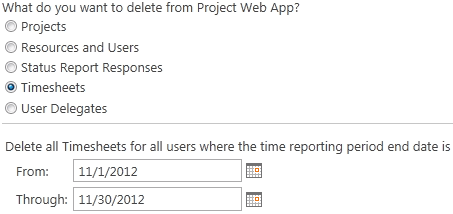 What do you want to delete from Project Web App?
Projects
Resources and Users
Status Report Responses
Timesheets
User Delegates
Delete all Timesheets for all users where the time reporting period end date is
From: 11/1/2012
Through: 11/30/2012